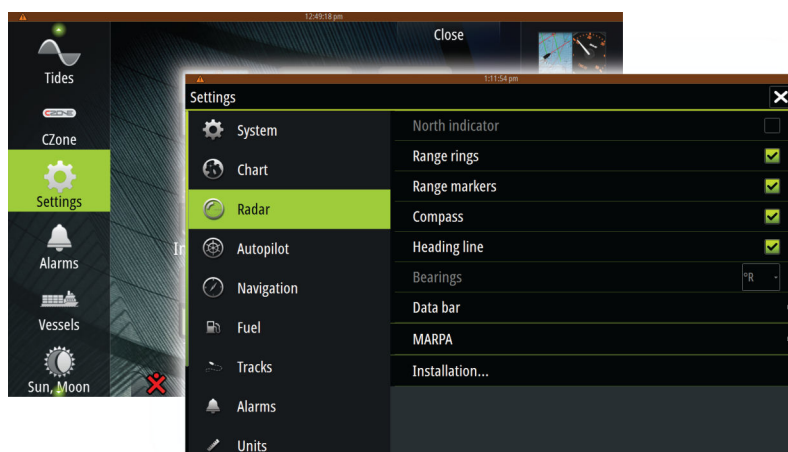 12:49:18 pm
Close
Tides
CZONE
CZone
Settings
Alarms
Vessels
Sun, Moon
1:11:54 pm
Settings
System
Chart
Radar
Autopilot
Navigation
Fuel
Tracks
Alarms
Units
North indicator
Range rings
Range markers
Compass
Heading line
Bearings
°R
Data bar
MARPA
Installation...